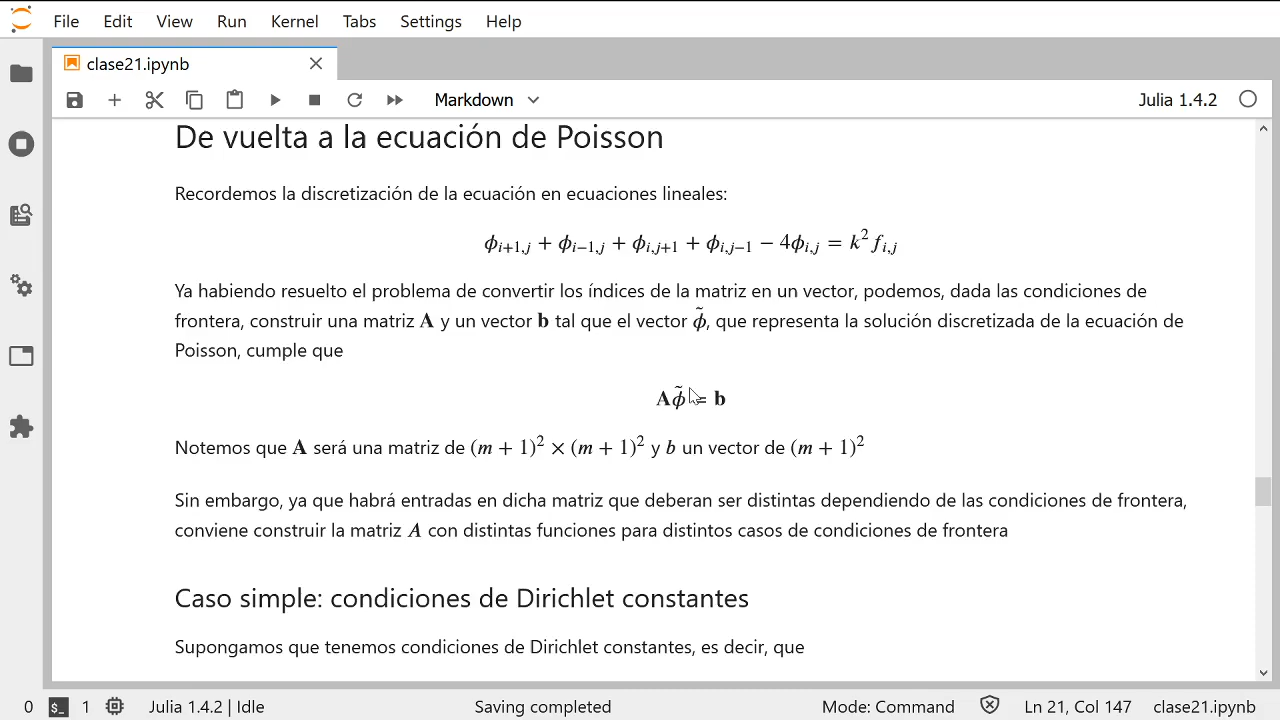 File Edit View Run Kernel Tabs Settings Help
clase21.ipynb
Markdown
Julia 1.4.2
De vuelta a la ecuación de Poisson
Recordemos la discretización de la ecuación en ecuaciones lineales:
ϕ_{i+1,j} + ϕ_{i−1,j} + ϕ_{i,j+1} + ϕ_{i,j−1} − 4ϕ_{i,j} = k² f_{i,j}
Ya habiendo resuelto el problema de convertir los índices de la matriz en un vector, podemos, dada las condiciones de
frontera, construir una matriz A y un vector b tal que el vector ϕ̃, que representa la solución discretizada de la ecuación de
Poisson, cumple que
Aϕ̃ = b
Notemos que A será una matriz de (m + 1)² × (m + 1)² y b un vector de (m + 1)²
Sin embargo, ya que habrá entradas en dicha matriz que deberan ser distintas dependiendo de las condiciones de frontera,
conviene construir la matriz A con distintas funciones para distintos casos de condiciones de frontera
Caso simple: condiciones de Dirichlet constantes
Supongamos que tenemos condiciones de Dirichlet constantes, es decir, que
0 $_ 1 Julia 1.4.2 | Idle Saving completed Mode: Command Ln 21, Col 147 clase21.ipynb